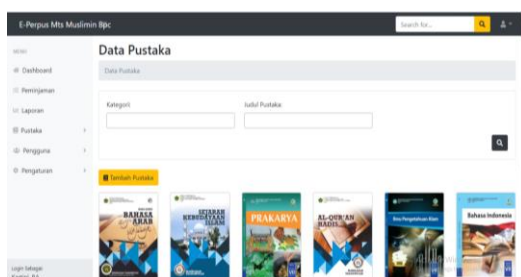 E-Perpus Mts Muslimin Bpc
Search for...
MENU
Dashboard
Peminjaman
Laporan
Pustaka
Pengguna
Pengaturan
Login Sebagai:
Data Pustaka
Data Pustaka
Kategori:
Judul Pustaka:
Tambah Pustaka
BAHASA
ARAB
SEJARAH
KEBUDAYAAN
ISLAM
PRAKARYA
AL-QUR'AN
HADIS
Ilmu Pengetahuan Alam
Bahasa Indonesia